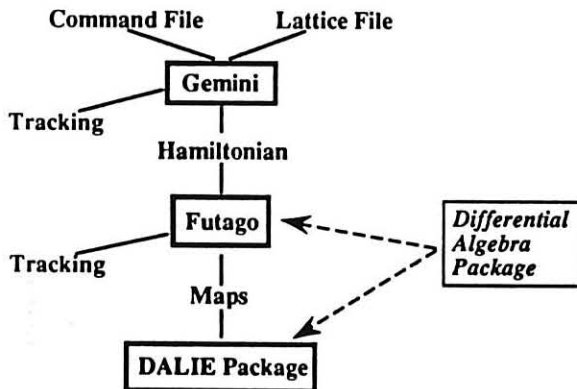 Command File
Lattice File
Gemini
Tracking
Hamiltonian
Futago
Differential
Algebra
Package
Tracking
Maps
DALIE Package